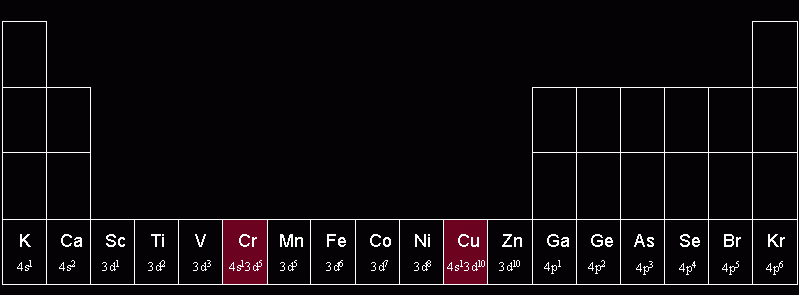 K Ca Sc Ti V Cr Mn Fe Co Ni Cu Zn Ga Ge As Se Br Kr
4s¹ 4s² 3d¹ 3d² 3d³ 4s¹3d⁵ 3d⁵ 3d⁶ 3d⁷ 3d⁸ 4s¹3d¹⁰ 3d¹⁰ 4p¹ 4p² 4p³ 4p⁴ 4p⁵ 4p⁶